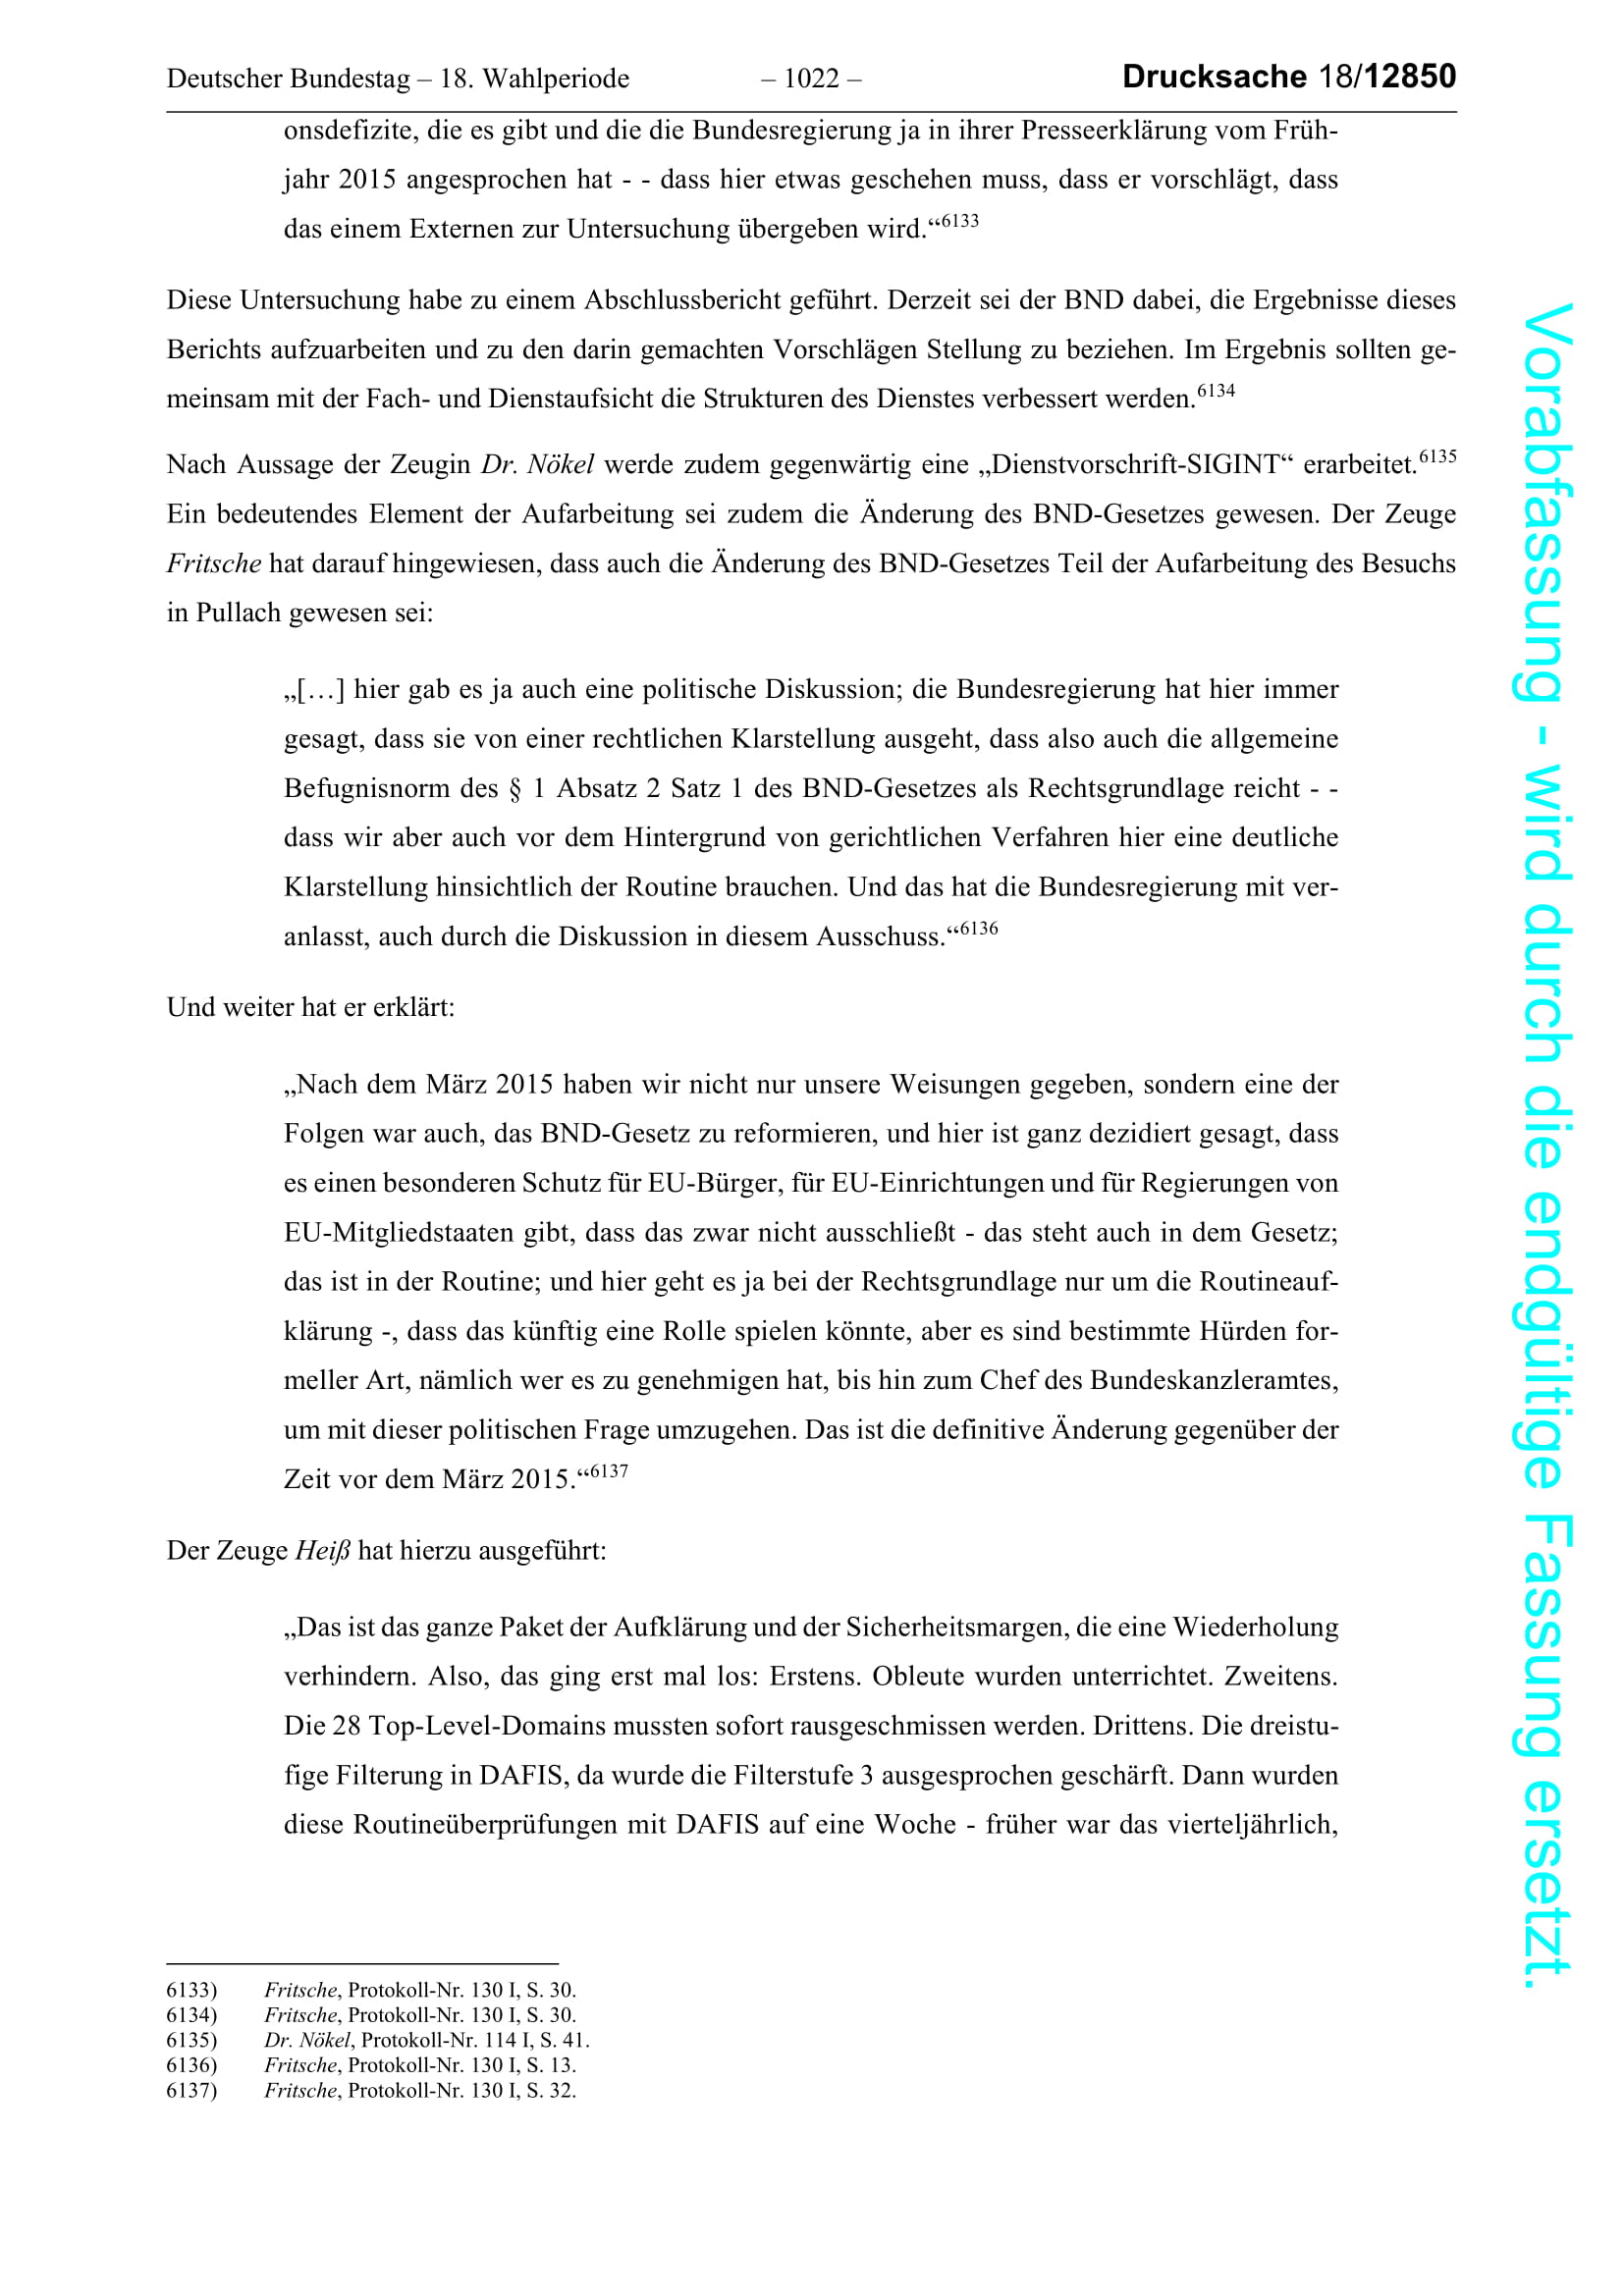 Deutscher Bundestag – 18. Wahlperiode – 1022 – Drucksache 18/12850
onsdefizite, die es gibt und die die Bundesregierung ja in ihrer Presseerklärung vom Früh-
jahr 2015 angesprochen hat - - dass hier etwas geschehen muss, dass er vorschlägt, dass
das einem Externen zur Untersuchung übergeben wird.“6133
Diese Untersuchung habe zu einem Abschlussbericht geführt. Derzeit sei der BND dabei, die Ergebnisse dieses
Berichts aufzuarbeiten und zu den darin gemachten Vorschlägen Stellung zu beziehen. Im Ergebnis sollten ge-
meinsam mit der Fach- und Dienstaufsicht die Strukturen des Dienstes verbessert werden.6134
Nach Aussage der Zeugin Dr. Nökel werde zudem gegenwärtig eine „Dienstvorschrift-SIGINT“ erarbeitet.6135
Ein bedeutendes Element der Aufarbeitung sei zudem die Änderung des BND-Gesetzes gewesen. Der Zeuge
Fritsche hat darauf hingewiesen, dass auch die Änderung des BND-Gesetzes Teil der Aufarbeitung des Besuchs
in Pullach gewesen sei:
„[…] hier gab es ja auch eine politische Diskussion; die Bundesregierung hat hier immer
gesagt, dass sie von einer rechtlichen Klarstellung ausgeht, dass also auch die allgemeine
Befugnisnorm des § 1 Absatz 2 Satz 1 des BND-Gesetzes als Rechtsgrundlage reicht - -
dass wir aber auch vor dem Hintergrund von gerichtlichen Verfahren hier eine deutliche
Klarstellung hinsichtlich der Routine brauchen. Und das hat die Bundesregierung mit ver-
anlasst, auch durch die Diskussion in diesem Ausschuss.“6136
Und weiter hat er erklärt:
„Nach dem März 2015 haben wir nicht nur unsere Weisungen gegeben, sondern eine der
Folgen war auch, das BND-Gesetz zu reformieren, und hier ist ganz dezidiert gesagt, dass
es einen besonderen Schutz für EU-Bürger, für EU-Einrichtungen und für Regierungen von
EU-Mitgliedstaaten gibt, dass das zwar nicht ausschließt - das steht auch in dem Gesetz;
das ist in der Routine; und hier geht es ja bei der Rechtsgrundlage nur um die Routineauf-
klärung -, dass das künftig eine Rolle spielen könnte, aber es sind bestimmte Hürden for-
meller Art, nämlich wer es zu genehmigen hat, bis hin zum Chef des Bundeskanzleramtes,
um mit dieser politischen Frage umzugehen. Das ist die definitive Änderung gegenüber der
Zeit vor dem März 2015.“6137
Der Zeuge Heiß hat hierzu ausgeführt:
„Das ist das ganze Paket der Aufklärung und der Sicherheitsmargen, die eine Wiederholung
verhindern. Also, das ging erst mal los: Erstens. Obleute wurden unterrichtet. Zweitens.
Die 28 Top-Level-Domains mussten sofort rausgeschmissen werden. Drittens. Die dreistu-
fige Filterung in DAFIS, da wurde die Filterstufe 3 ausgesprochen geschärft. Dann wurden
diese Routineüberprüfungen mit DAFIS auf eine Woche - früher war das vierteljährlich,
6133) Fritsche, Protokoll-Nr. 130 I, S. 30.
6134) Fritsche, Protokoll-Nr. 130 I, S. 30.
6135) Dr. Nökel, Protokoll-Nr. 114 I, S. 41.
6136) Fritsche, Protokoll-Nr. 130 I, S. 13.
6137) Fritsche, Protokoll-Nr. 130 I, S. 32.
Vorabfassung - wird durch die endgültige Fassung ersetzt.